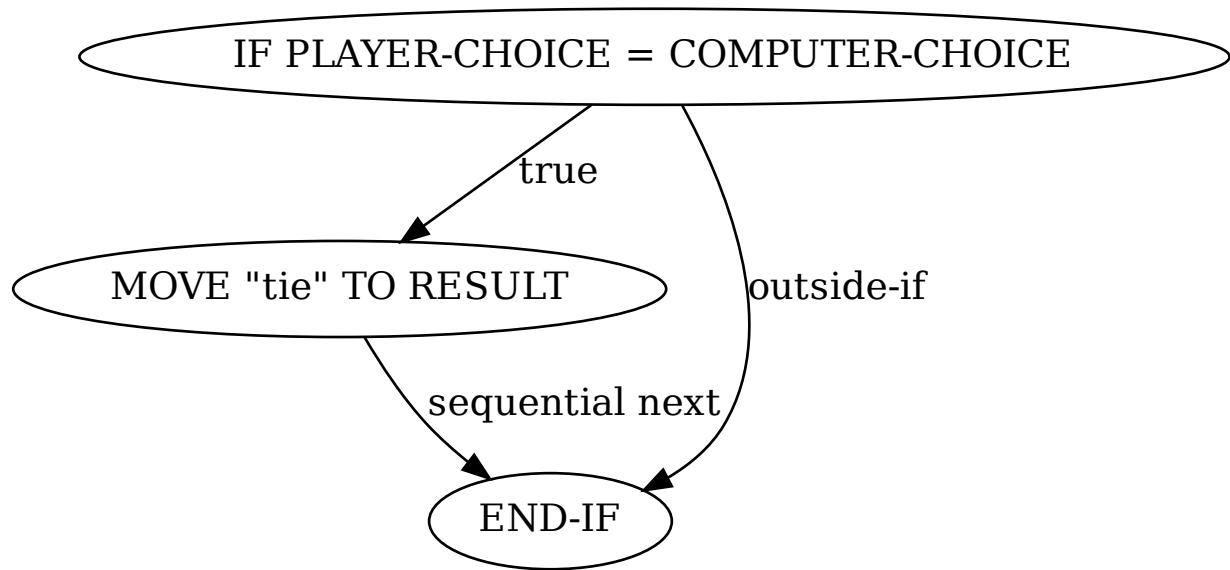 IF PLAYER-CHOICE = COMPUTER-CHOICE
true
MOVE "tie" TO RESULT
outside-if
sequential next
END-IF